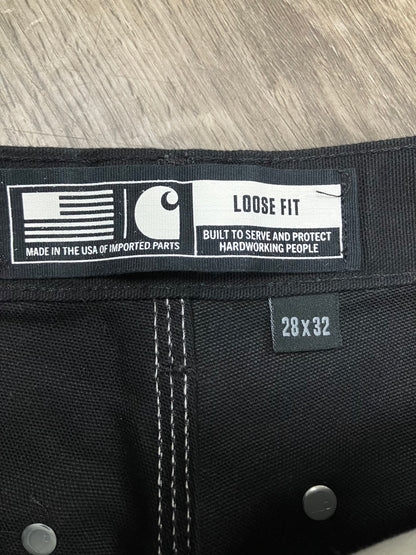 LOOSE FIT
MADE IN THE USA OF IMPORTED PARTS
BUILT TO SERVE AND PROTECT
HARDWORKING PEOPLE
28 X 32